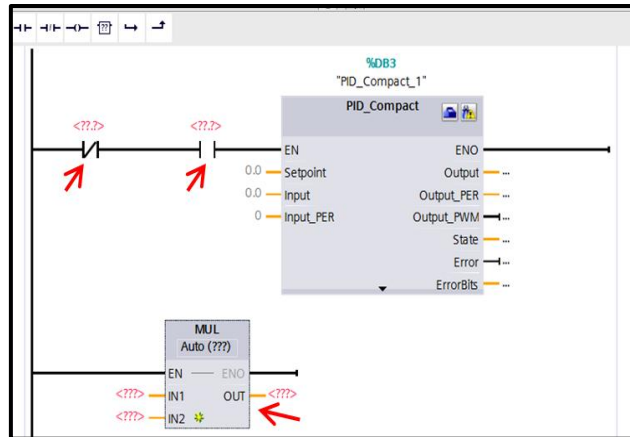 ??
%DB3
"PID_Compact_1"
PID_Compact
<??.?> <??.?>
EN ENO
0.0 Setpoint Output ...
0.0 Input Output_PER ...
0 Input_PER Output_PWM ...
State ...
Error ...
ErrorBits ...
MUL
Auto (???)
EN ENO
<???> IN1 OUT <???>
<???> IN2